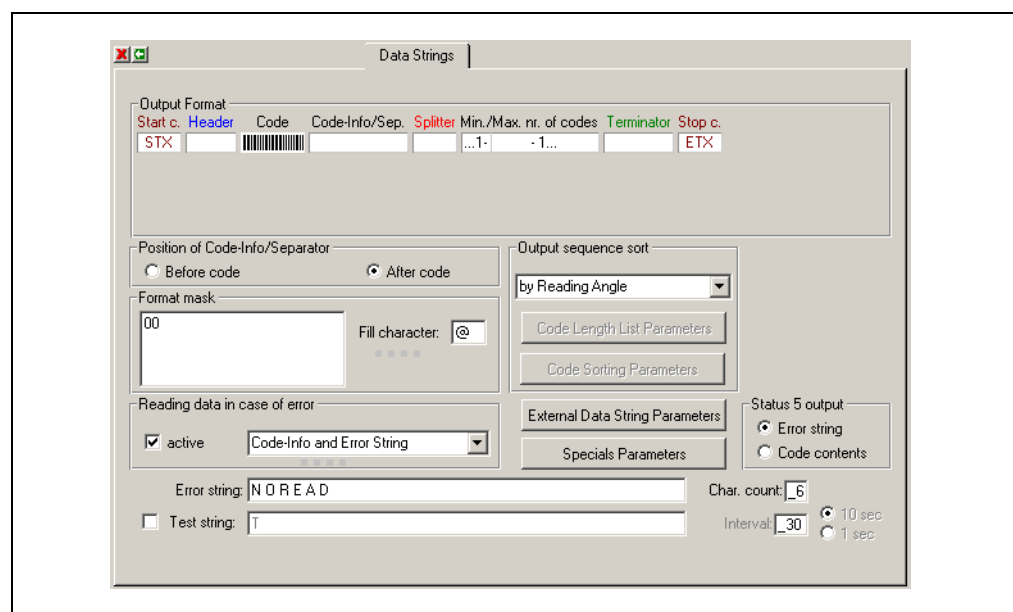 Data Strings
Output Format
Start c. Header Code Code-Info/Sep. Splitter Min./Max. nr. of codes Terminator Stop c.
STX ...1- - 1... ETX
Position of Code-Info/Separator
Before code After code
Output sequence sort
by Reading Angle
Format mask
00
Fill character: @
Code Length List Parameters
Code Sorting Parameters
Reading data in case of error
active Code-Info and Error String
External Data String Parameters
Specials Parameters
Status 5 output
Error string
Code contents
Error string: N O R E A D Char. count: _6
Test string: T Interval: _30 10 sec
1 sec